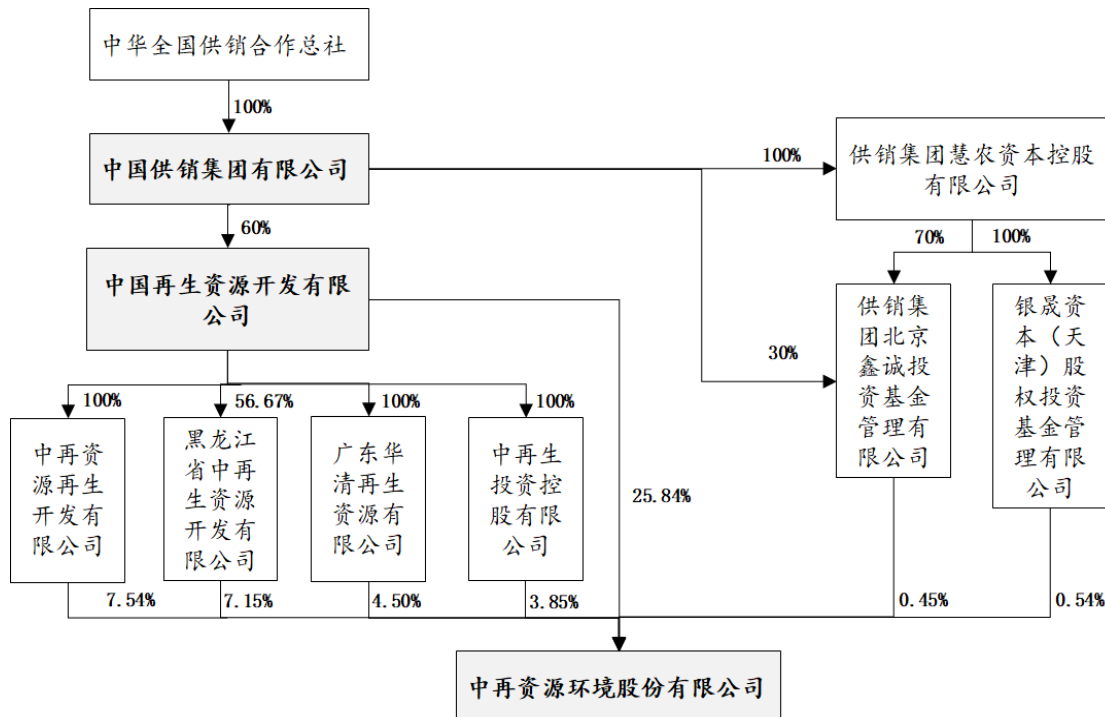 中华全国供销合作总社
100%
中国供销集团有限公司
100%
供销集团慧农资本控股
有限公司
60%
70%
100%
中国再生资源开发有限
公司
30%
供销集
团北京
鑫诚投
资基金
管理有
限公司
银晟资
本（天
津）股
权投资
基金管
理有限
公司
100%
56.67%
100%
100%
中再资
源再生
开发有
限公司
黑龙江
省中再
生资源
开发有
限公司
广东华
清再生
资源有
限公司
中再生
投资控
股有限
公司
25.84%
7.54%
7.15%
4.50%
3.85%
0.45%
0.54%
中再资源环境股份有限公司